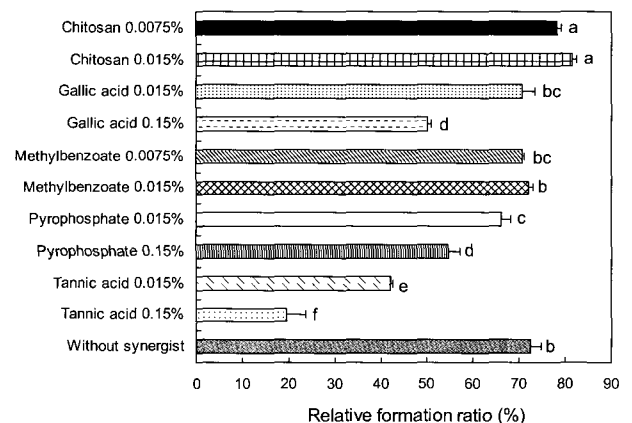 Chitosan 0.0075% a
Chitosan 0.015% a
Gallic acid 0.015% bc
Gallic acid 0.15% d
Methylbenzoate 0.0075% bc
Methylbenzoate 0.015% b
Pyrophosphate 0.015% c
Pyrophosphate 0.15% d
Tannic acid 0.015% e
Tannic acid 0.15% f
Without synergist b
0 10 20 30 40 50 60 70 80 90
Relative formation ratio (%)